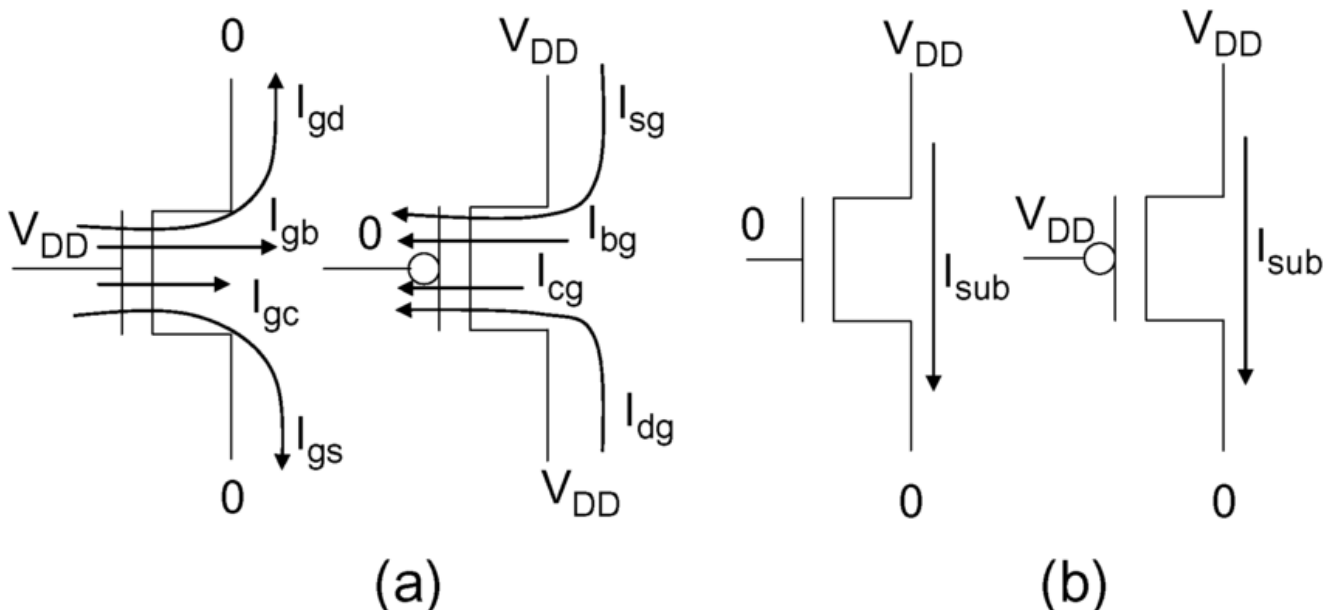 0
V_DD
I_gd
I_sg
V_DD
I_gb
0
I_bg
I_gc
I_cg
I_gs
I_dg
0
V_DD
(a)
V_DD
V_DD
0
I_sub
V_DD
I_sub
0
0
(b)